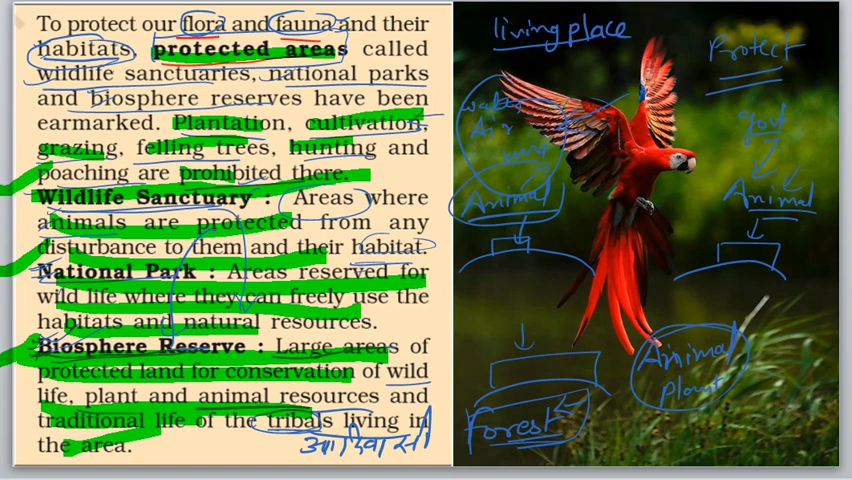 To protect our flora and fauna and their
habitats, protected areas called
wildlife sanctuaries, national parks
and biosphere reserves have been
earmarked. Plantation, cultivation,
grazing, felling trees, hunting and
poaching are prohibited there.
Wildlife Sanctuary : Areas where
animals are protected from any
disturbance to them and their habitat.
National Park : Areas reserved for
wild life where they can freely use the
habitats and natural resources.
Biosphere Reserve : Large areas of
protected land for conservation of wild
life, plant and animal resources and
traditional life of the tribals living in
the area.
आदिवासी
living place
Protect
water
Air
govt
Animal
Animal
Animal
plant
Forest